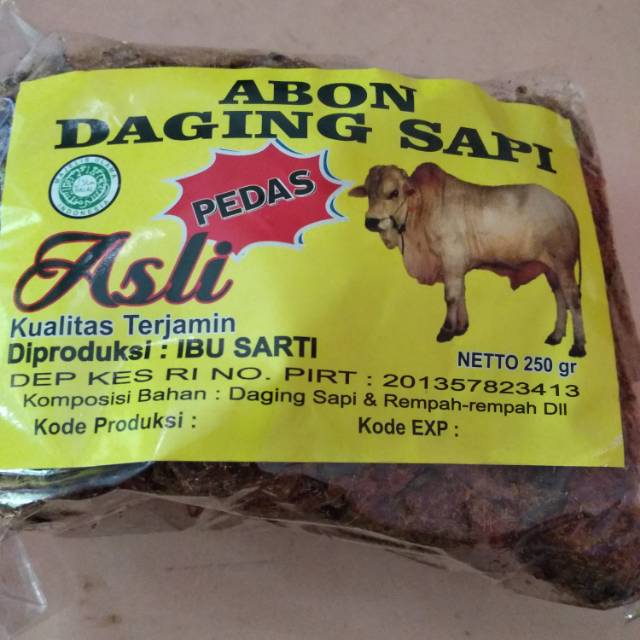 ABON
DAGING SAPI
PEDAS
Asli
Kualitas Terjamin
Diproduksi : IBU SARTI
NETTO 250 gr
DEP KES RI NO. PIRT : 201357823413
Komposisi Bahan : Daging Sapi & Rempah-rempah Dll
Kode Produksi :
Kode EXP :